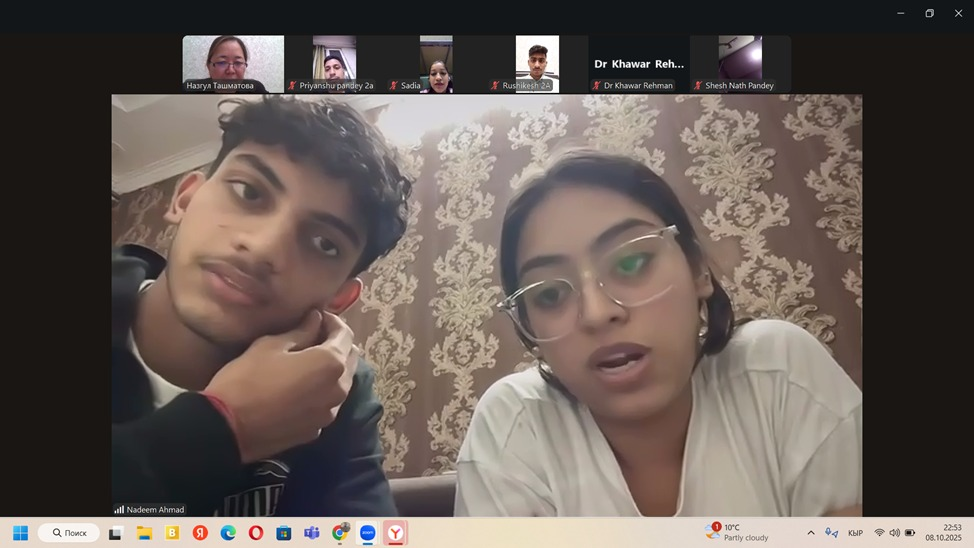 Назгул Ташматова
Priyanshu pandey 2a
Sadia
Rushikesh 2A
Dr Khawar Reh...
Dr Khawar Rehman
Shesh Nath Pandey
Nadeem Ahmad
Поиск
1
10°C
Partly cloudy
КЫР
22:53
08.10.2025